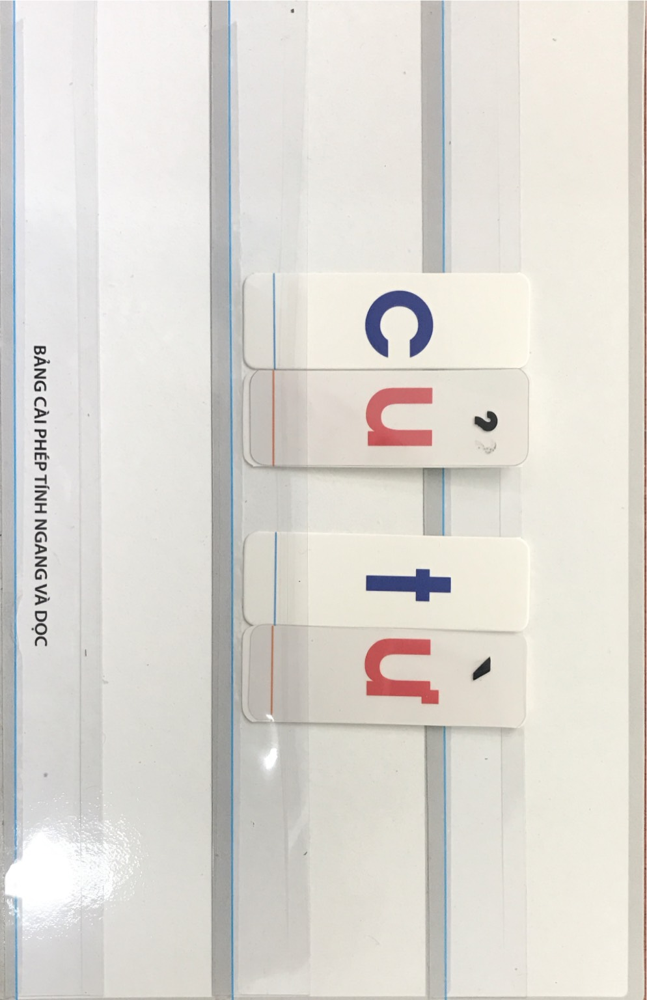 củ từ
BẢNG CÀI PHÉP TÍNH NGANG VÀ DỌC